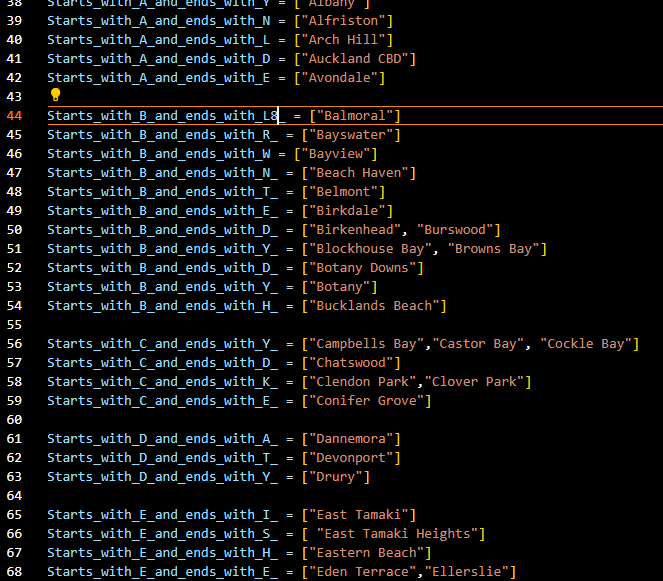 38 Starts_with_A_and_ends_with_Y = ["Albany"]
39 Starts_with_A_and_ends_with_N = ["Alfriston"]
40 Starts_with_A_and_ends_with_L = ["Arch Hill"]
41 Starts_with_A_and_ends_with_D = ["Auckland CBD"]
42 Starts_with_A_and_ends_with_E = ["Avondale"]
43
44 Starts_with_B_and_ends_with_L8_ = ["Balmoral"]
45 Starts_with_B_and_ends_with_R_ = ["Bayswater"]
46 Starts_with_B_and_ends_with_W = ["Bayview"]
47 Starts_with_B_and_ends_with_N_ = ["Beach Haven"]
48 Starts_with_B_and_ends_with_T_ = ["Belmont"]
49 Starts_with_B_and_ends_with_E_ = ["Birkdale"]
50 Starts_with_B_and_ends_with_D_ = ["Birkenhead", "Burswood"]
51 Starts_with_B_and_ends_with_Y_ = ["Blockhouse Bay", "Browns Bay"]
52 Starts_with_B_and_ends_with_D_ = ["Botany Downs"]
53 Starts_with_B_and_ends_with_Y_ = ["Botany"]
54 Starts_with_B_and_ends_with_H_ = ["Bucklands Beach"]
55
56 Starts_with_C_and_ends_with_Y_ = ["Campbells Bay","Castor Bay", "Cockle Bay"]
57 Starts_with_C_and_ends_with_D_ = ["Chatswood"]
58 Starts_with_C_and_ends_with_K_ = ["Clendon Park","Clover Park"]
59 Starts_with_C_and_ends_with_E_ = ["Conifer Grove"]
60
61 Starts_with_D_and_ends_with_A_ = ["Dannemora"]
62 Starts_with_D_and_ends_with_T_ = ["Devonport"]
63 Starts_with_D_and_ends_with_Y_ = ["Drury"]
64
65 Starts_with_E_and_ends_with_I_ = ["East Tamaki"]
66 Starts_with_E_and_ends_with_S_ = [ "East Tamaki Heights"]
67 Starts_with_E_and_ends_with_H_ = ["Eastern Beach"]
68 Starts_with_E_and_ends_with_E_ = ["Eden Terrace","Ellerslie"]